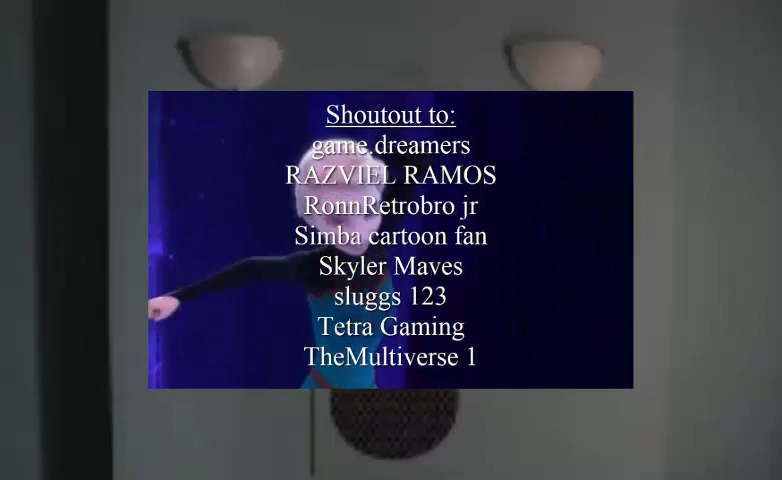 Shoutout to:
game.dreamers
RAZVIEL RAMOS
RonnRetrobro jr
Simba cartoon fan
Skyler Maves
sluggs 123
Tetra Gaming
TheMultiverse 1